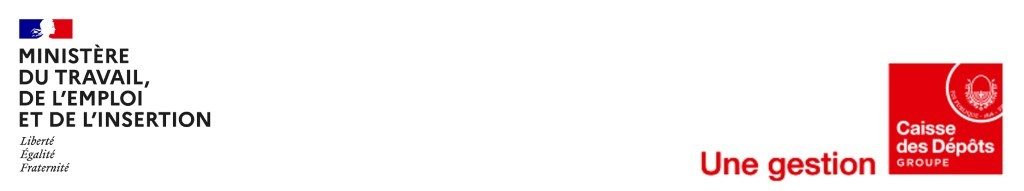 MINISTÈRE
DU TRAVAIL,
DE L'EMPLOI
ET DE L'INSERTION
Liberté
Égalité
Fraternité
Une gestion
Caisse
des Dépôts
GROUPE